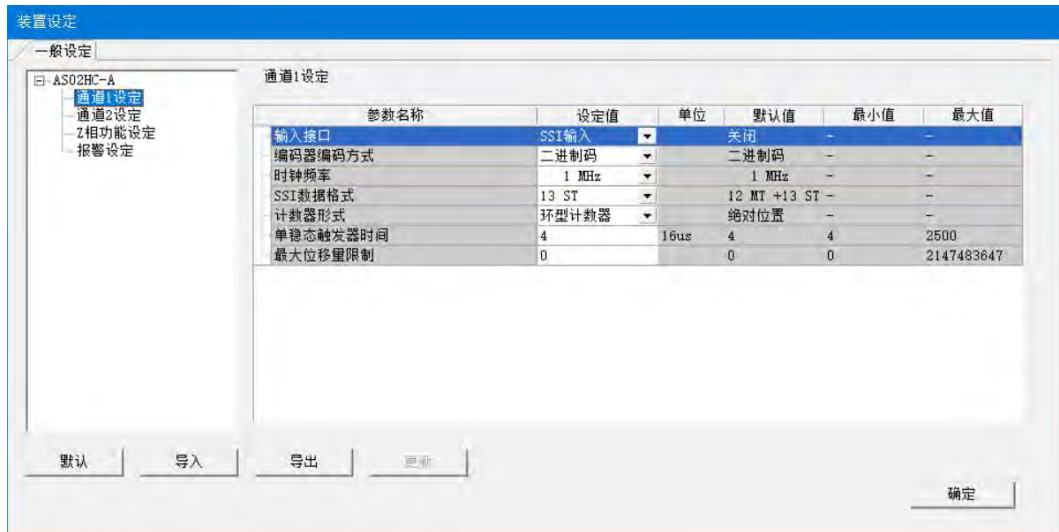 装置设定
一般设定
AS02HC-A
通道1设定
通道2设定
Z相功能设定
报警设定
通道1设定
参数名称 设定值 单位 默认值 最小值 最大值
输入接口 SSI输入 关闭 - -
编码器编码方式 二进制码 二进制码 - -
时钟频率 1 MHz 1 MHz - -
SSI数据格式 13 ST 12 MT +13 ST - -
计数器形式 环型计数器 绝对位置 - -
单稳态触发器时间 4 16us 4 4 2500
最大位移量限制 0 0 0 2147483647
默认 导入 导出 更新
确定